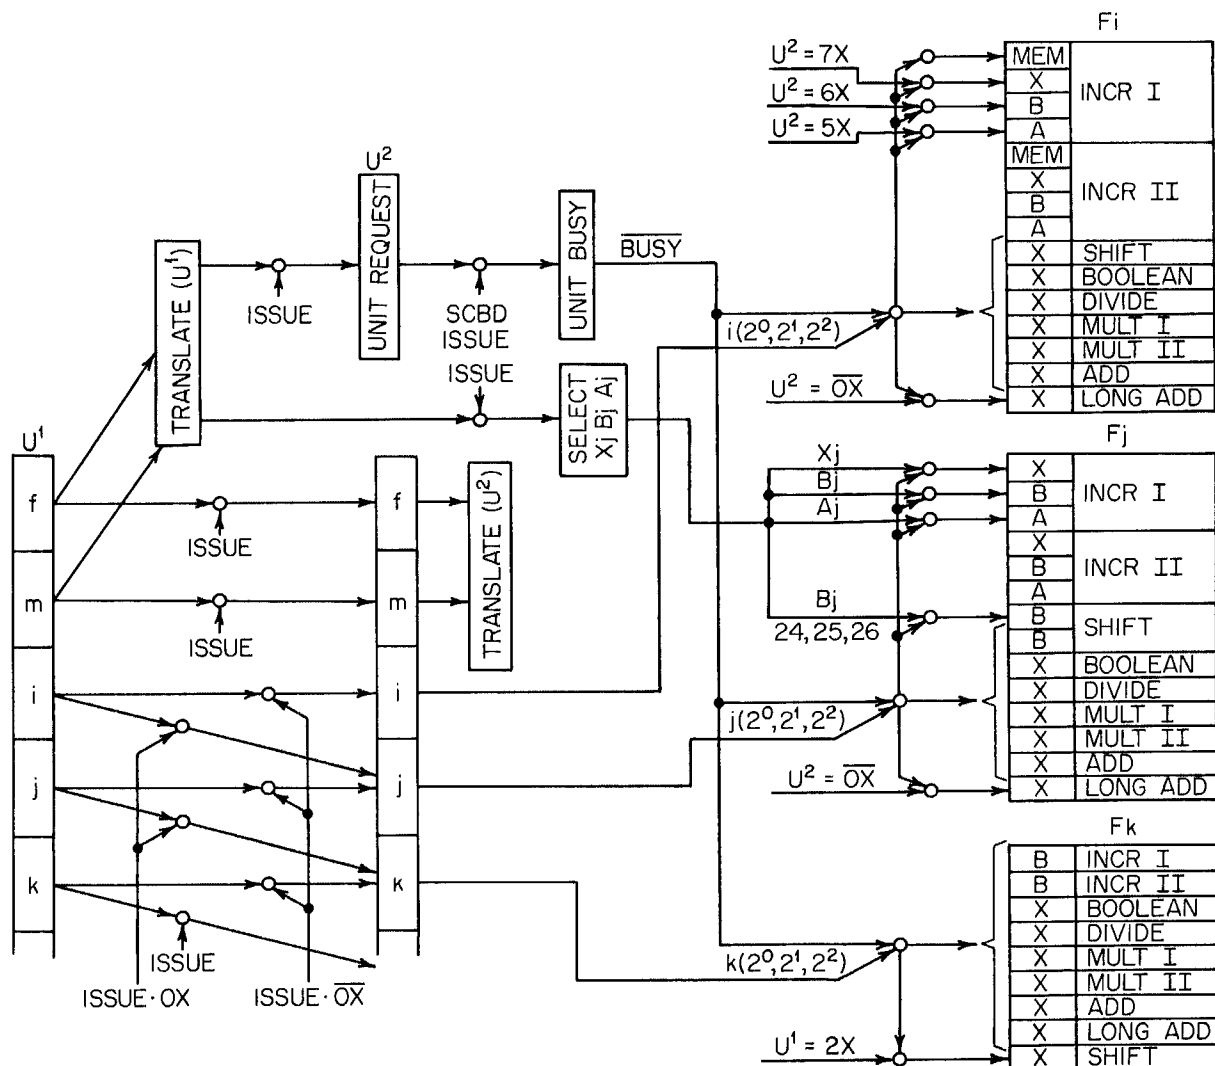 Fi
U² = 7X
U² = 6X
U² = 5X
MEM
X
B
A
INCR I
MEM
X
B
A
INCR II
X SHIFT
X BOOLEAN
X DIVIDE
X MULT I
X MULT II
X ADD
X LONG ADD
i(2⁰, 2¹, 2²)
U² = O̅X̅
TRANSLATE (U¹)
ISSUE
U²
UNIT REQUEST
SCBD
ISSUE
UNIT BUSY
B̅U̅S̅Y̅
ISSUE
SELECT
Xj Bj Aj
U¹
f
m
i
j
k
ISSUE
ISSUE
ISSUE
ISSUE · OX
ISSUE · O̅X̅
f
m
i
j
k
TRANSLATE (U²)
Fj
Xj
Bj
Aj
Bj
24, 25, 26
j(2⁰, 2¹, 2²)
U² = O̅X̅
X
B
A
INCR I
X
B
A
INCR II
B
B
SHIFT
X BOOLEAN
X DIVIDE
X MULT I
X MULT II
X ADD
X LONG ADD
Fk
k(2⁰, 2¹, 2²)
U¹ = 2X
B INCR I
B INCR II
X BOOLEAN
X DIVIDE
X MULT I
X MULT II
X ADD
X LONG ADD
X SHIFT